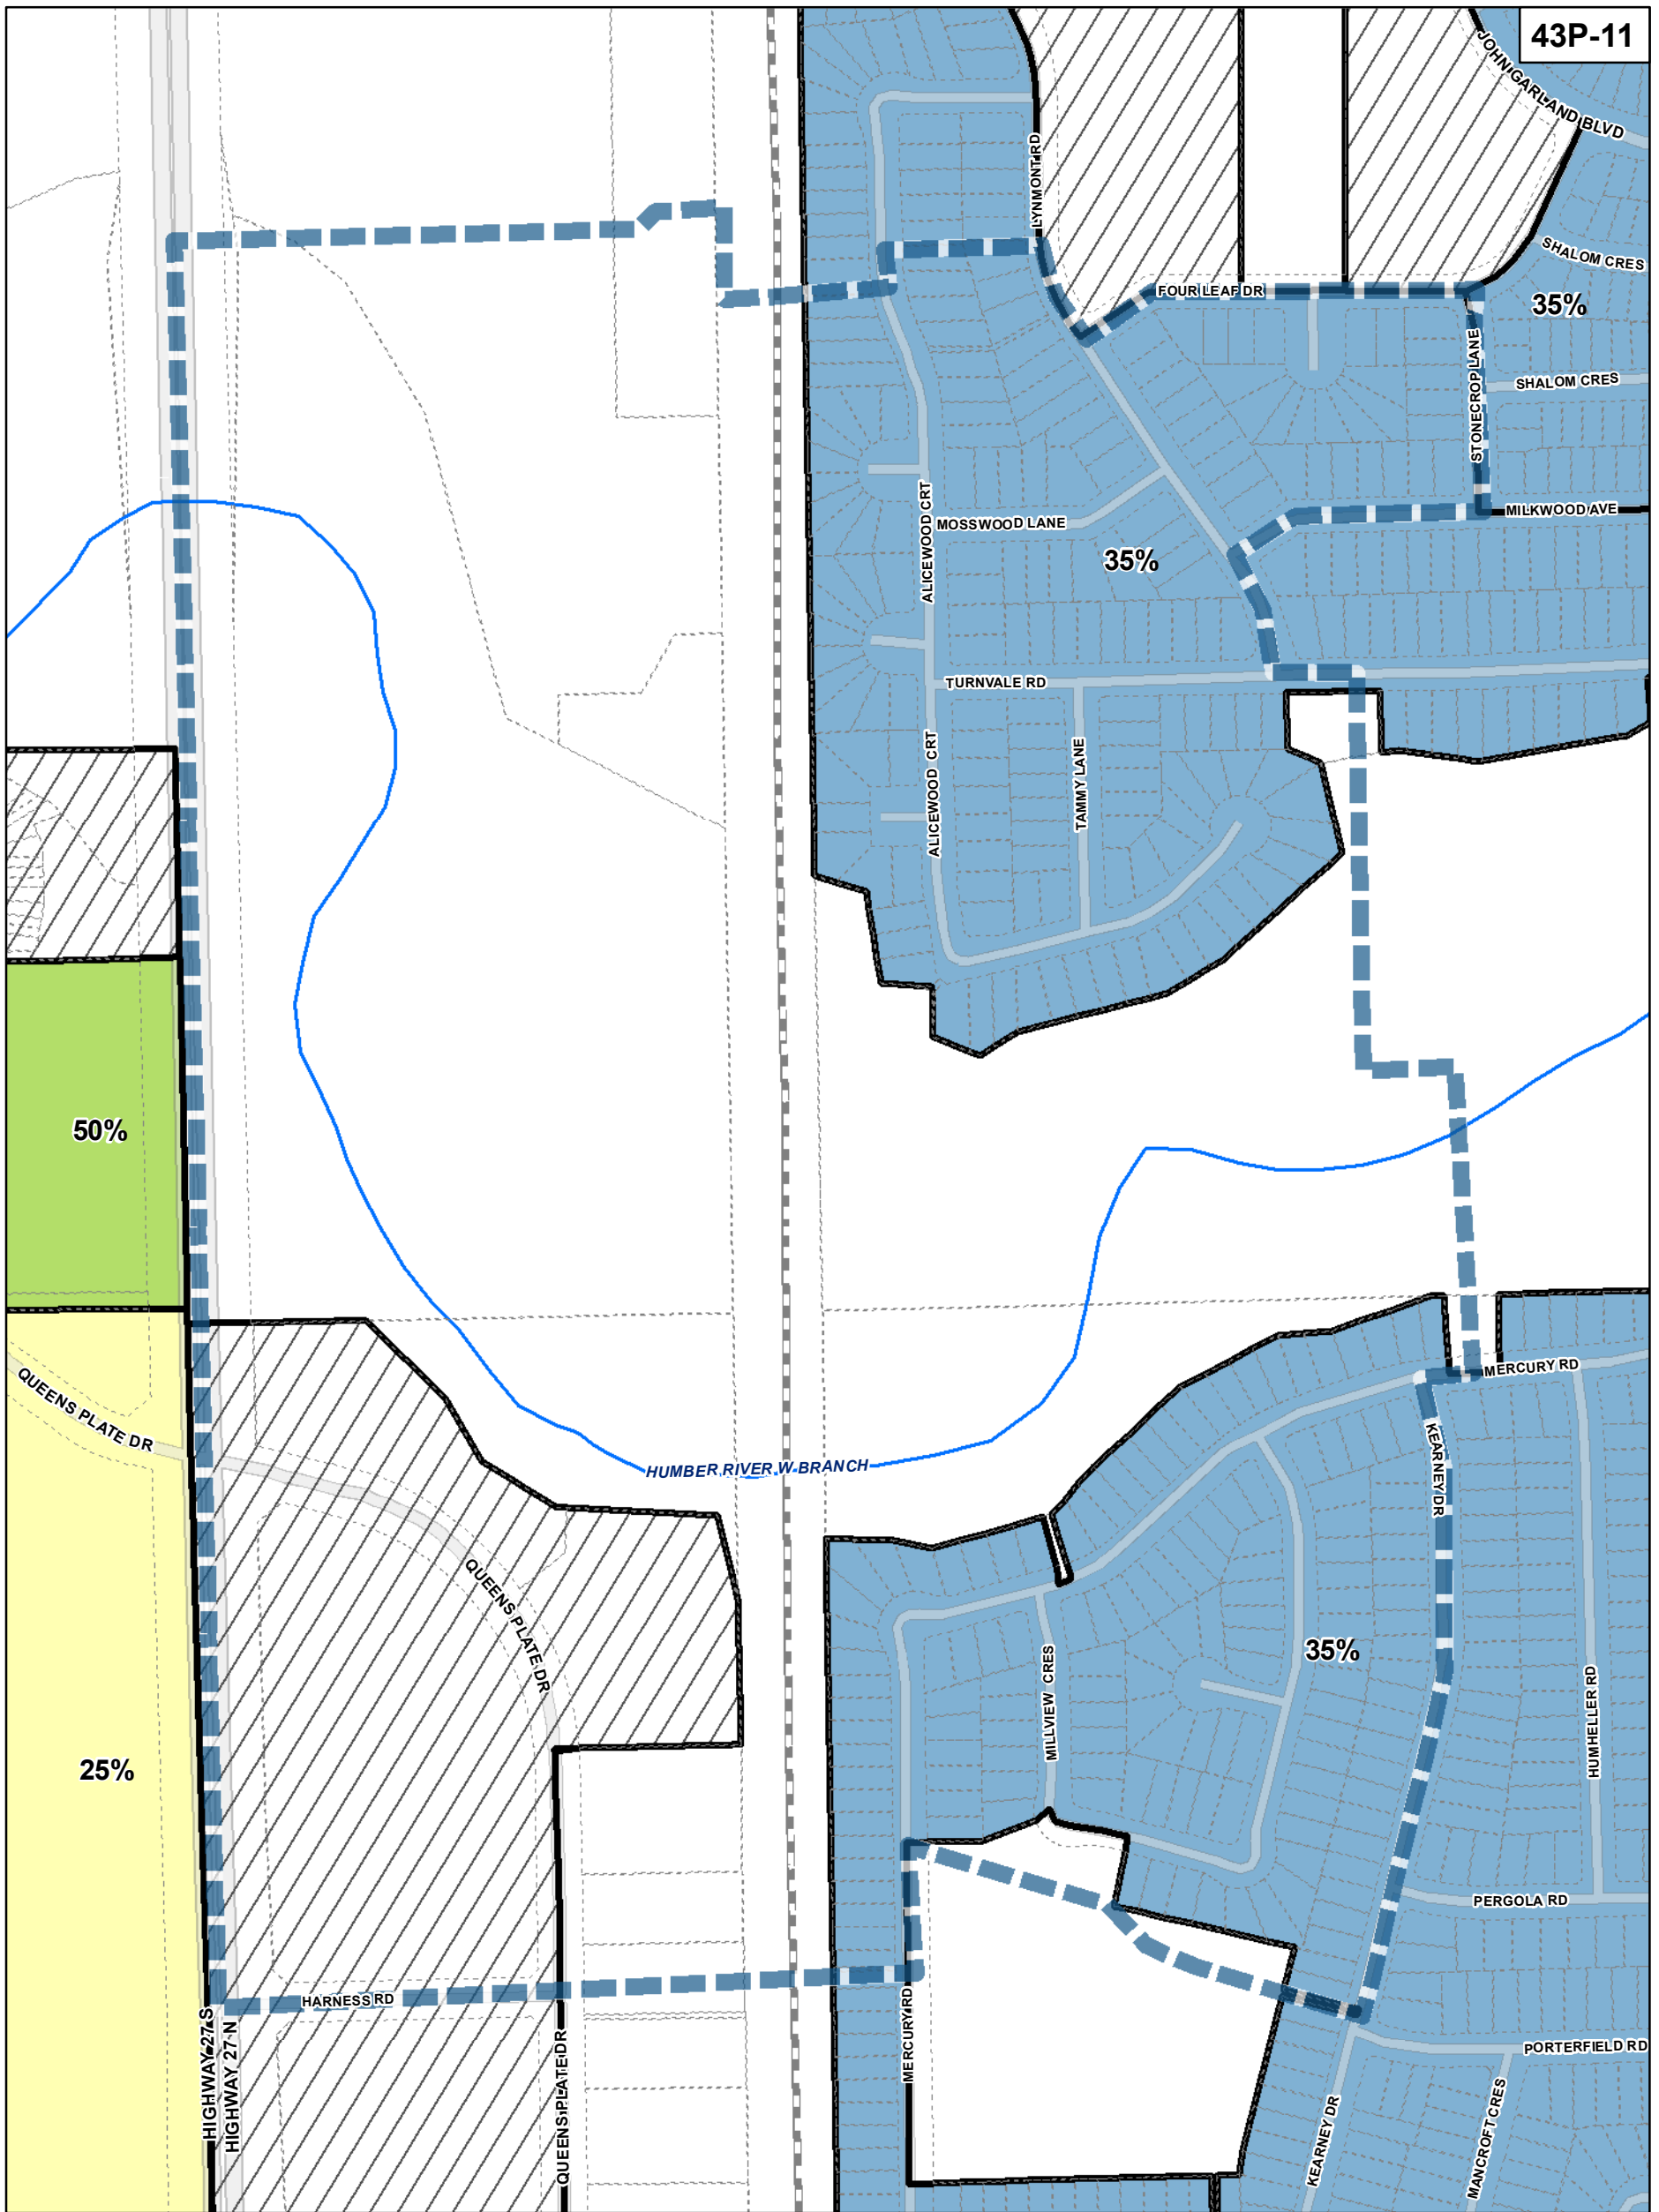 43P-11
JOHN GARLAND BLVD
LYNMONT RD
SHALOM CRES
FOUR LEAF DR
35%
STONECROP LANE
SHALOM CRES
MILKWOOD AVE
ALICEWOOD CRT
MOSSWOOD LANE
35%
TURNVALE RD
ALICEWOOD CRT
TAMMY LANE
50%
QUEENS PLATE DR
MERCURY RD
KEARNEY DR
HUMBER RIVER W BRANCH
QUEENS PLATE DR
35%
MILLVIEW CRES
HUMHELLER RD
25%
PERGOLA RD
HARNESS RD
HIGHWAY 27 S
HIGHWAY 27 N
QUEENS PLATE DR
MERCURY RD
PORTERFIELD RD
KEARNEY DR
MANCROFT CRES